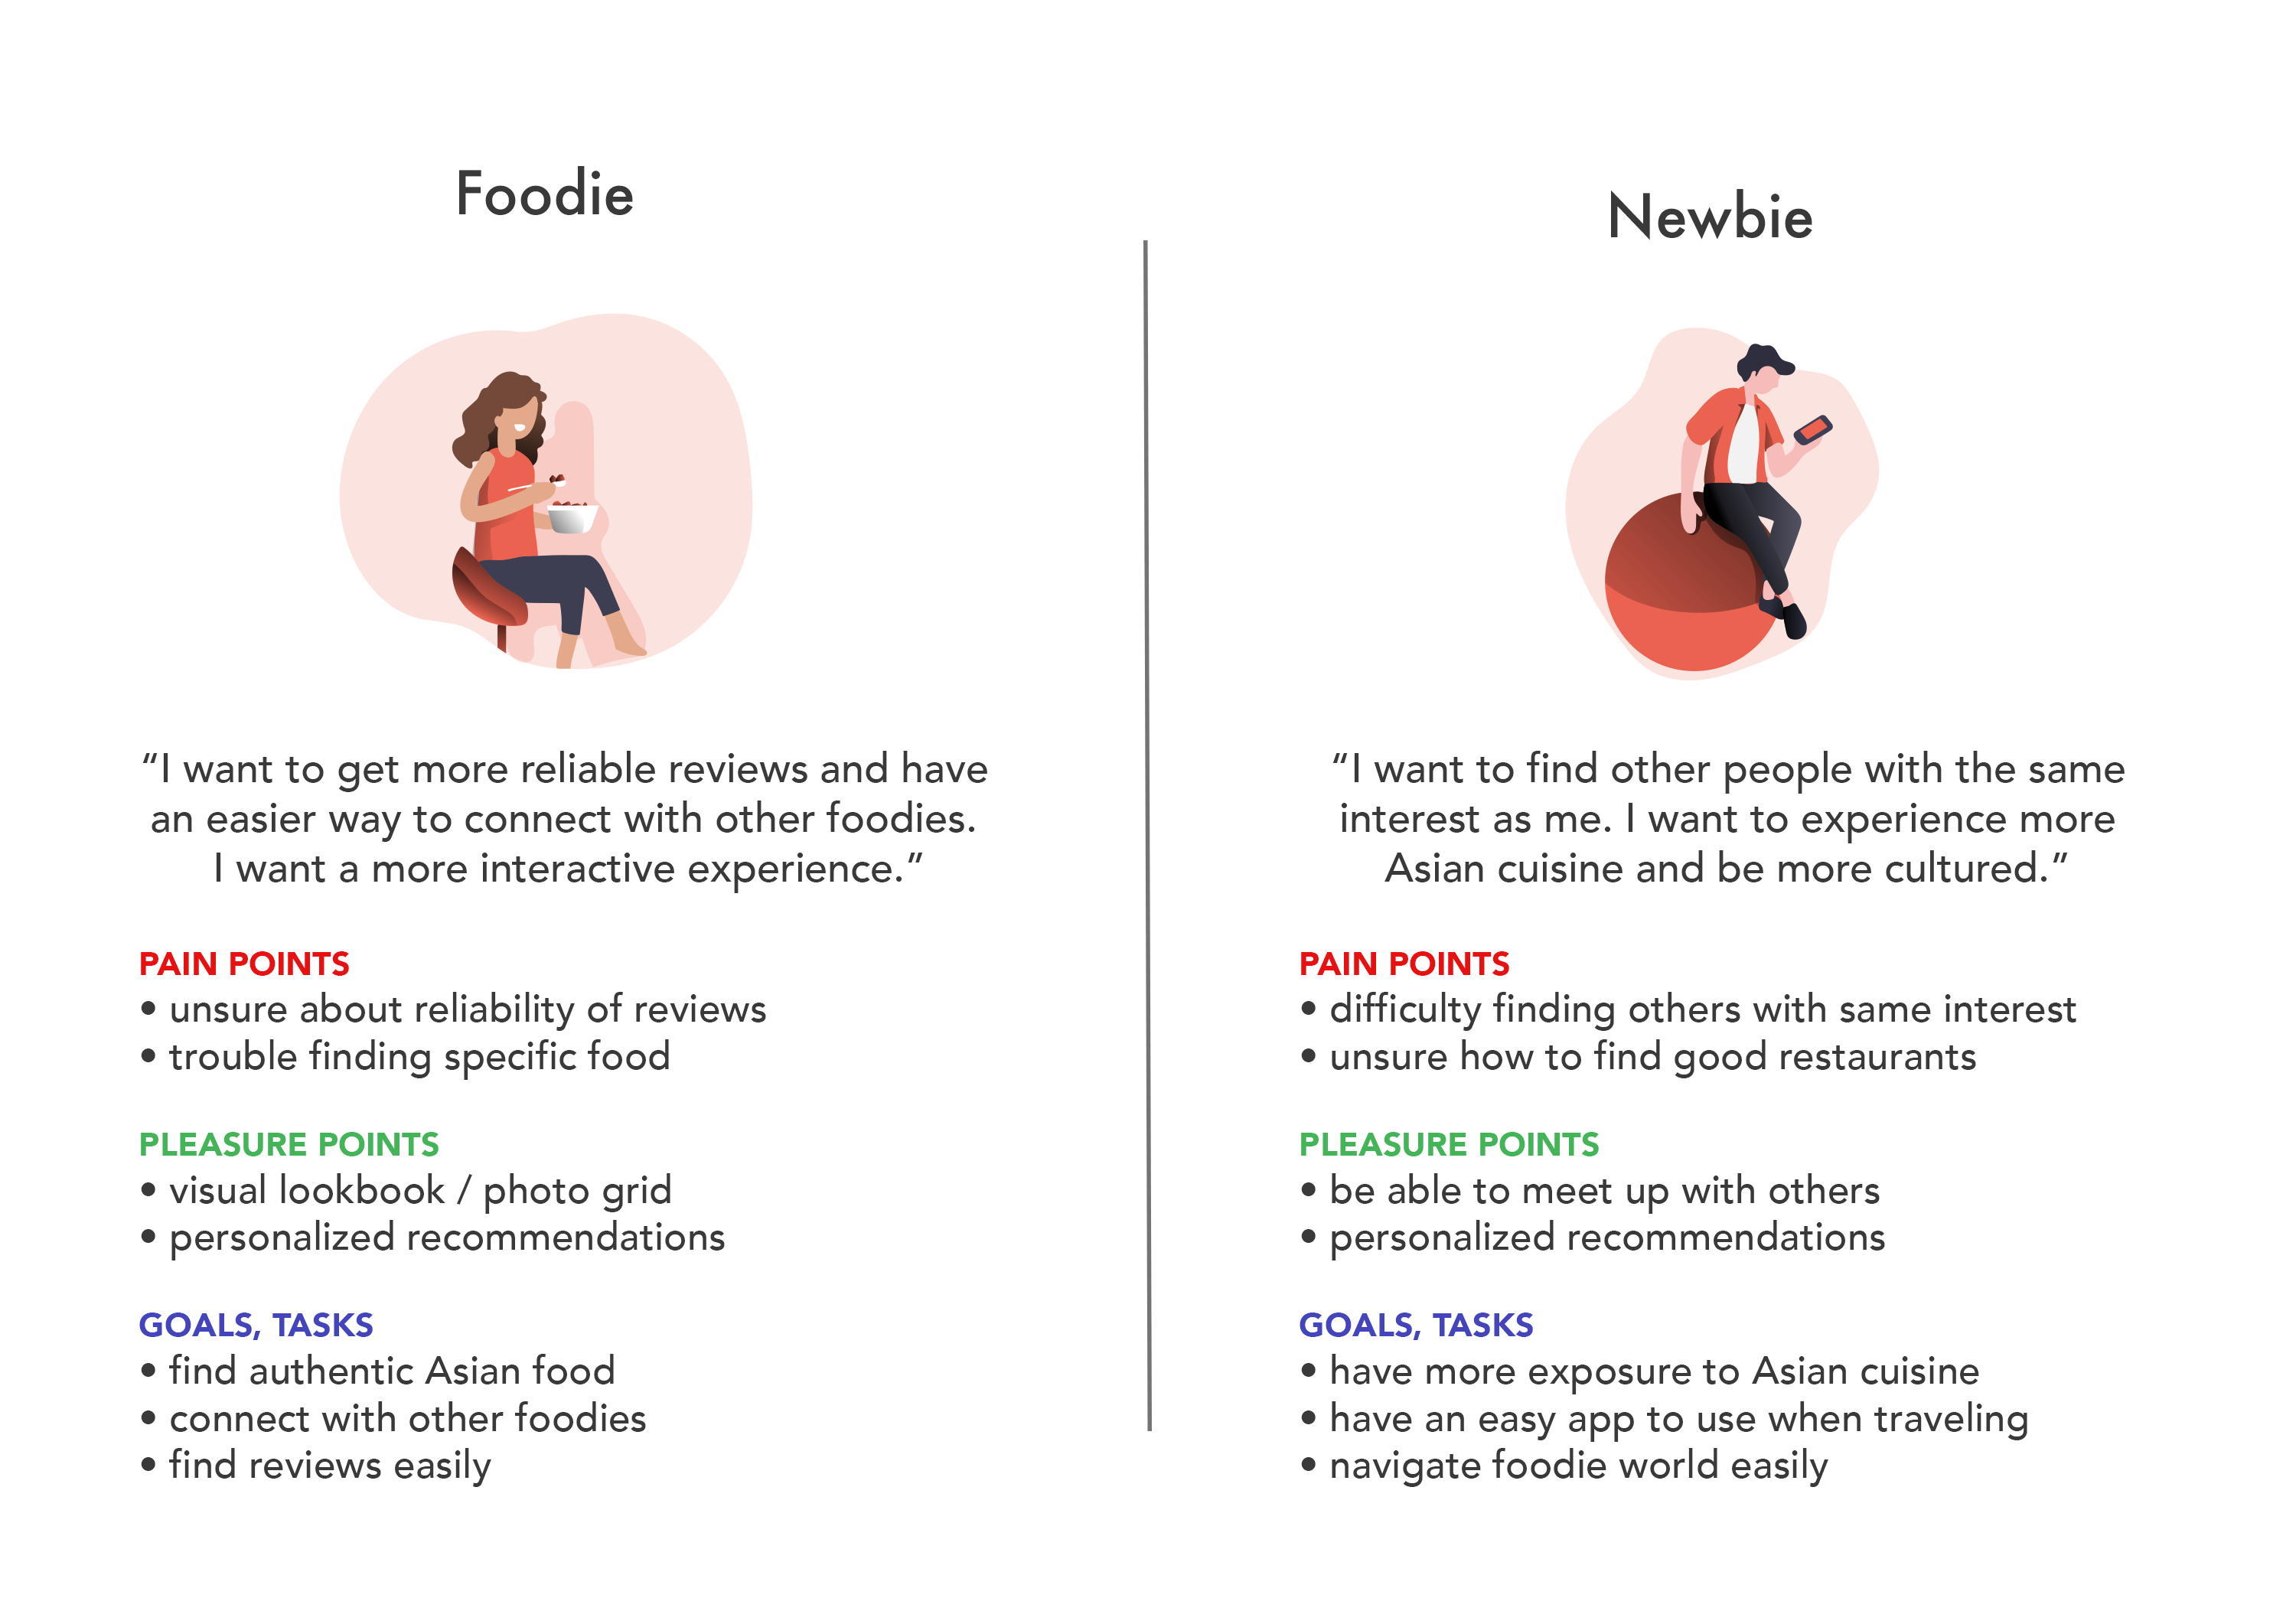 Foodie
“I want to get more reliable reviews and have
an easier way to connect with other foodies.
I want a more interactive experience.”
PAIN POINTS
• unsure about reliability of reviews
• trouble finding specific food
PLEASURE POINTS
• visual lookbook / photo grid
• personalized recommendations
GOALS, TASKS
• find authentic Asian food
• connect with other foodies
• find reviews easily
Newbie
“I want to find other people with the same
interest as me. I want to experience more
Asian cuisine and be more cultured.”
PAIN POINTS
• difficulty finding others with same interest
• unsure how to find good restaurants
PLEASURE POINTS
• be able to meet up with others
• personalized recommendations
GOALS, TASKS
• have more exposure to Asian cuisine
• have an easy app to use when traveling
• navigate foodie world easily